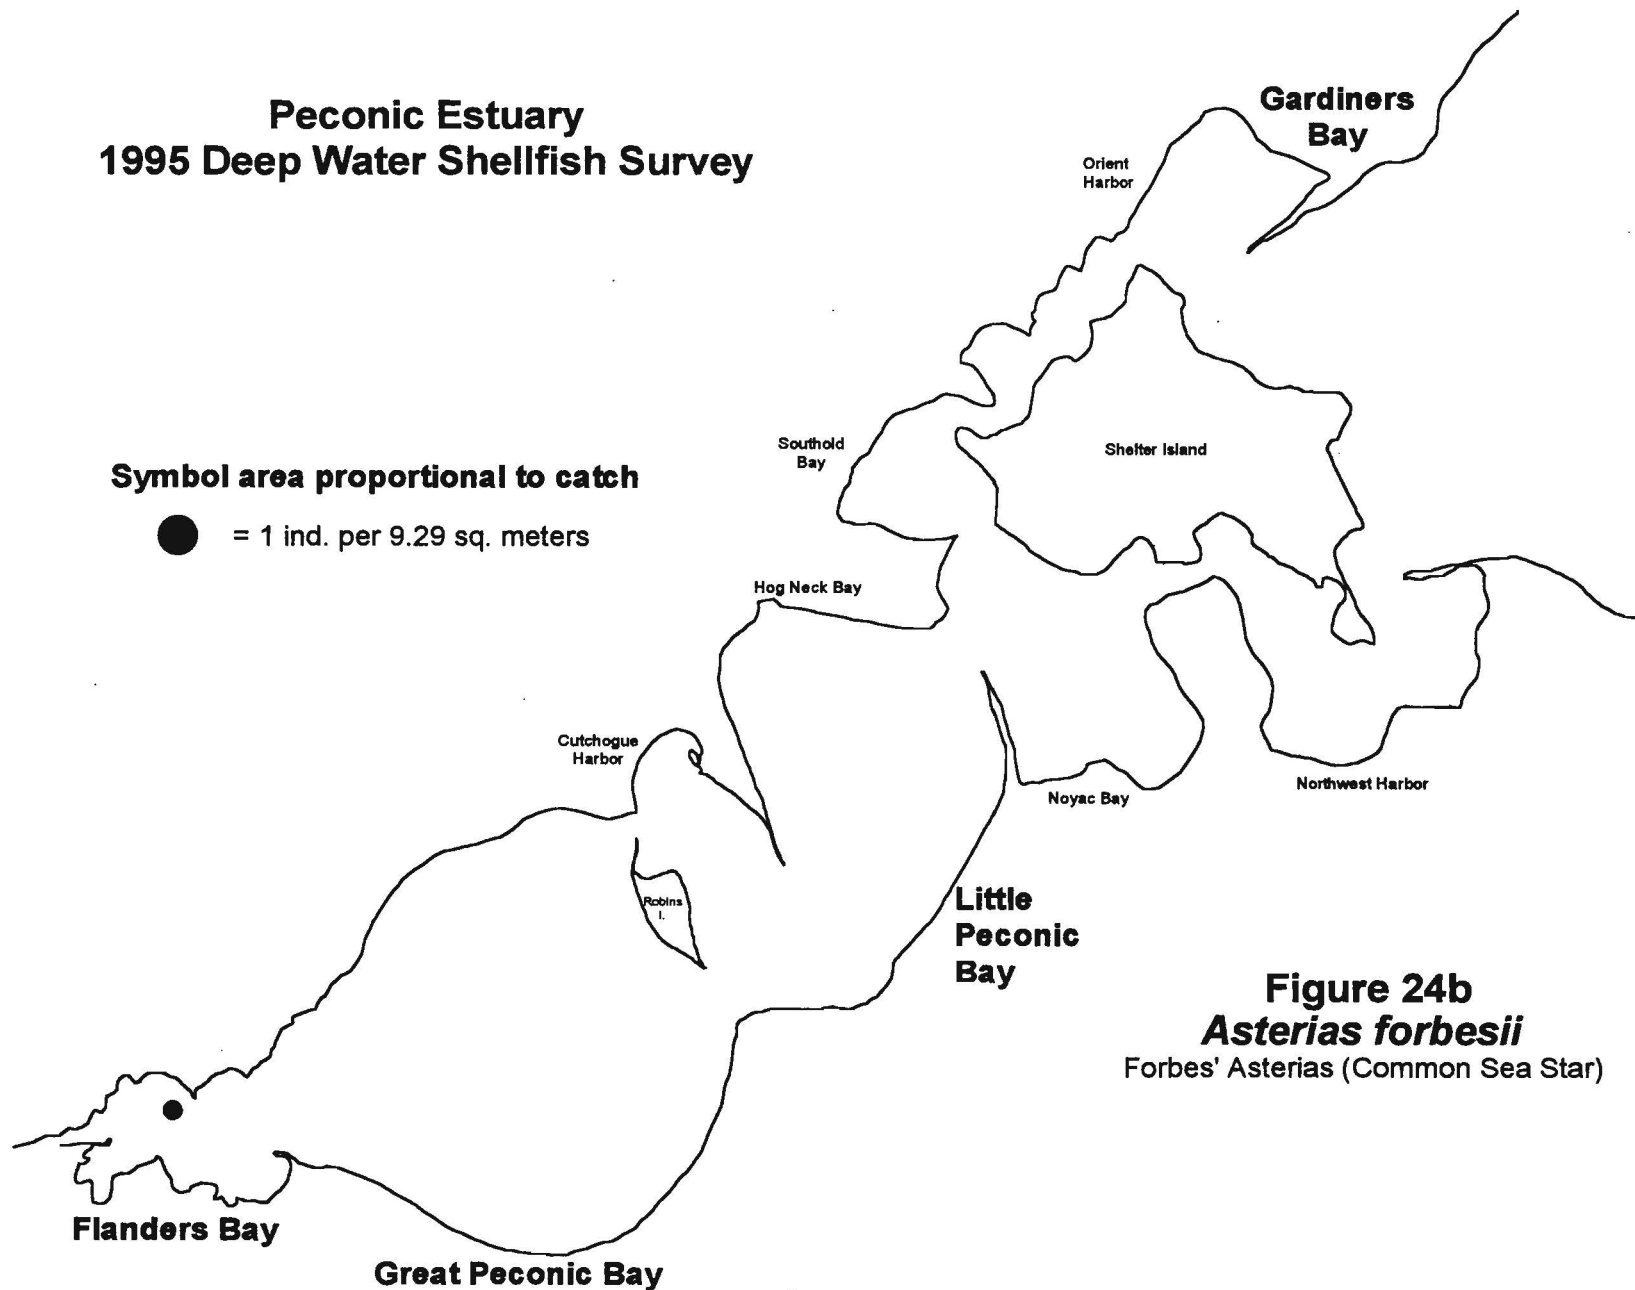 Peconic Estuary
1995 Deep Water Shellfish Survey
Gardiners
Bay
Orient
Harbor
Southold
Bay
Shelter Island
Symbol area proportional to catch
= 1 ind. per 9.29 sq. meters
Hog Neck Bay
Cutchogue
Harbor
Noyac Bay
Northwest Harbor
Robins
I.
Little
Peconic
Bay
Figure 24b
Asterias forbesii
Forbes' Asterias (Common Sea Star)
Flanders Bay
Great Peconic Bay